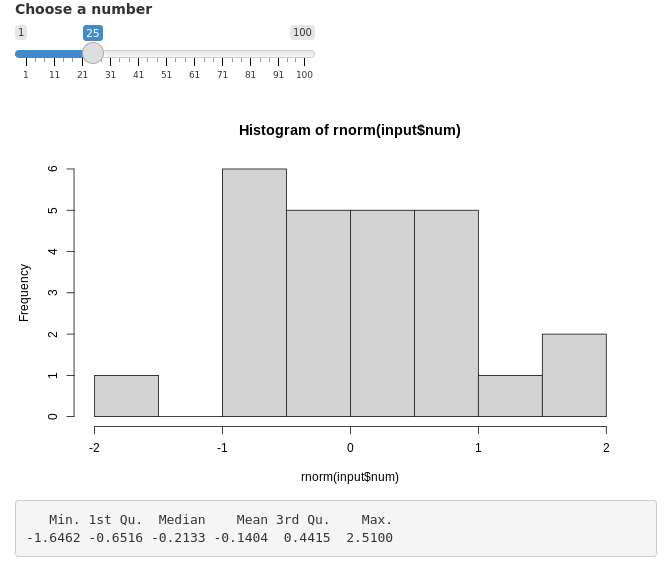 Choose a number
1 25 100
1 11 21 31 41 51 61 71 81 91 100
Histogram of rnorm(input$num)
Frequency
6
5
4
3
2
1
0
-2 -1 0 1 2
rnorm(input$num)
Min. 1st Qu. Median Mean 3rd Qu. Max.
-1.6462 -0.6516 -0.2133 -0.1404 0.4415 2.5100